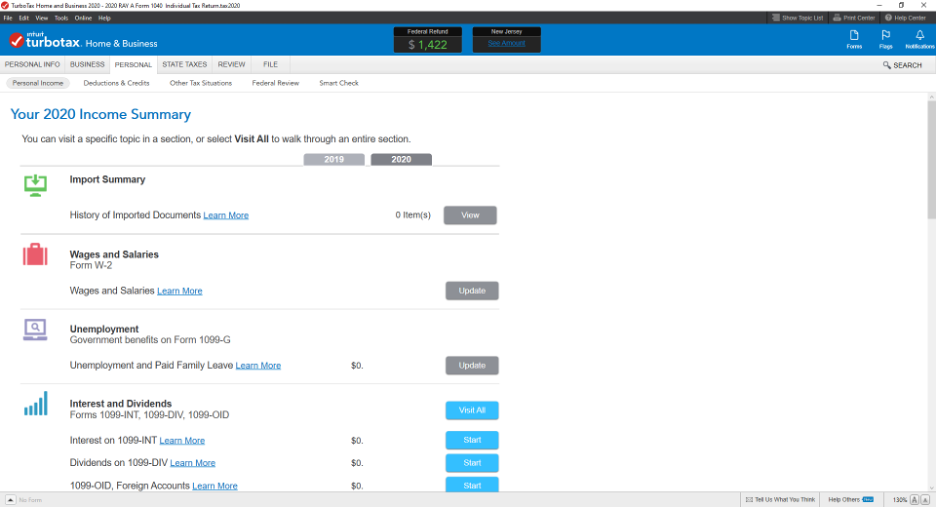 TurboTax Home and Business 2020 - 2020 RAY A Form 1040 Individual Tax Return.tax2020
File Edit View Tools Online Help
Show Topic List Print Center Help Center
intuit
turbotax. Home & Business
Federal Refund
$ 1,422
New Jersey
See Amount
Forms Flags Notifications
PERSONAL INFO BUSINESS PERSONAL STATE TAXES REVIEW FILE SEARCH
Personal Income Deductions & Credits Other Tax Situations Federal Review Smart Check
Your 2020 Income Summary
You can visit a specific topic in a section, or select Visit All to walk through an entire section.
2019 2020
Import Summary
History of Imported Documents Learn More 0 Item(s) View
Wages and Salaries
Form W-2
Wages and Salaries Learn More Update
Unemployment
Government benefits on Form 1099-G
Unemployment and Paid Family Leave Learn More $0. Update
Interest and Dividends
Forms 1099-INT, 1099-DIV, 1099-OID
Visit All
Interest on 1099-INT Learn More $0. Start
Dividends on 1099-DIV Learn More $0. Start
1099-OID, Foreign Accounts Learn More $0. Start
No Form Tell Us What You Think Help Others New 130% A A